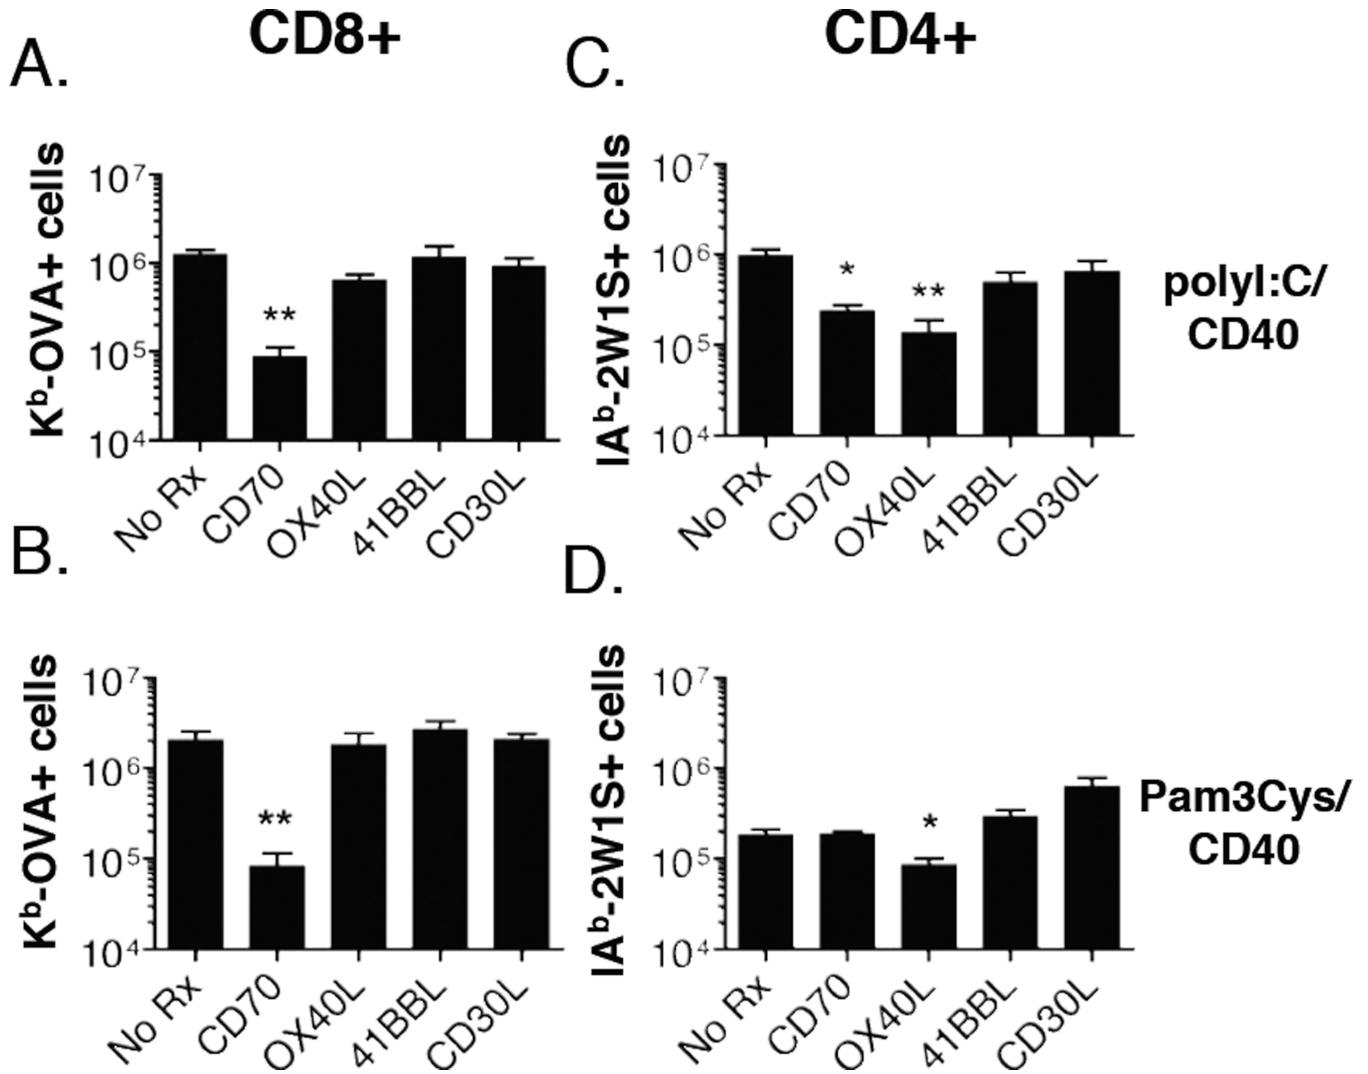 CD8+
CD4+
A.
Kᵇ-OVA+ cells
10⁷
10⁶
10⁵
10⁴
**
No Rx
CD70
OX40L
41BBL
CD30L
C.
IAᵇ-2W1S+ cells
10⁷
10⁶
10⁵
10⁴
*
**
No Rx
CD70
OX40L
41BBL
CD30L
polyI:C/
CD40
B.
Kᵇ-OVA+ cells
10⁷
10⁶
10⁵
10⁴
**
No Rx
CD70
OX40L
41BBL
CD30L
D.
IAᵇ-2W1S+ cells
10⁷
10⁶
10⁵
10⁴
*
No Rx
CD70
OX40L
41BBL
CD30L
Pam3Cys/
CD40